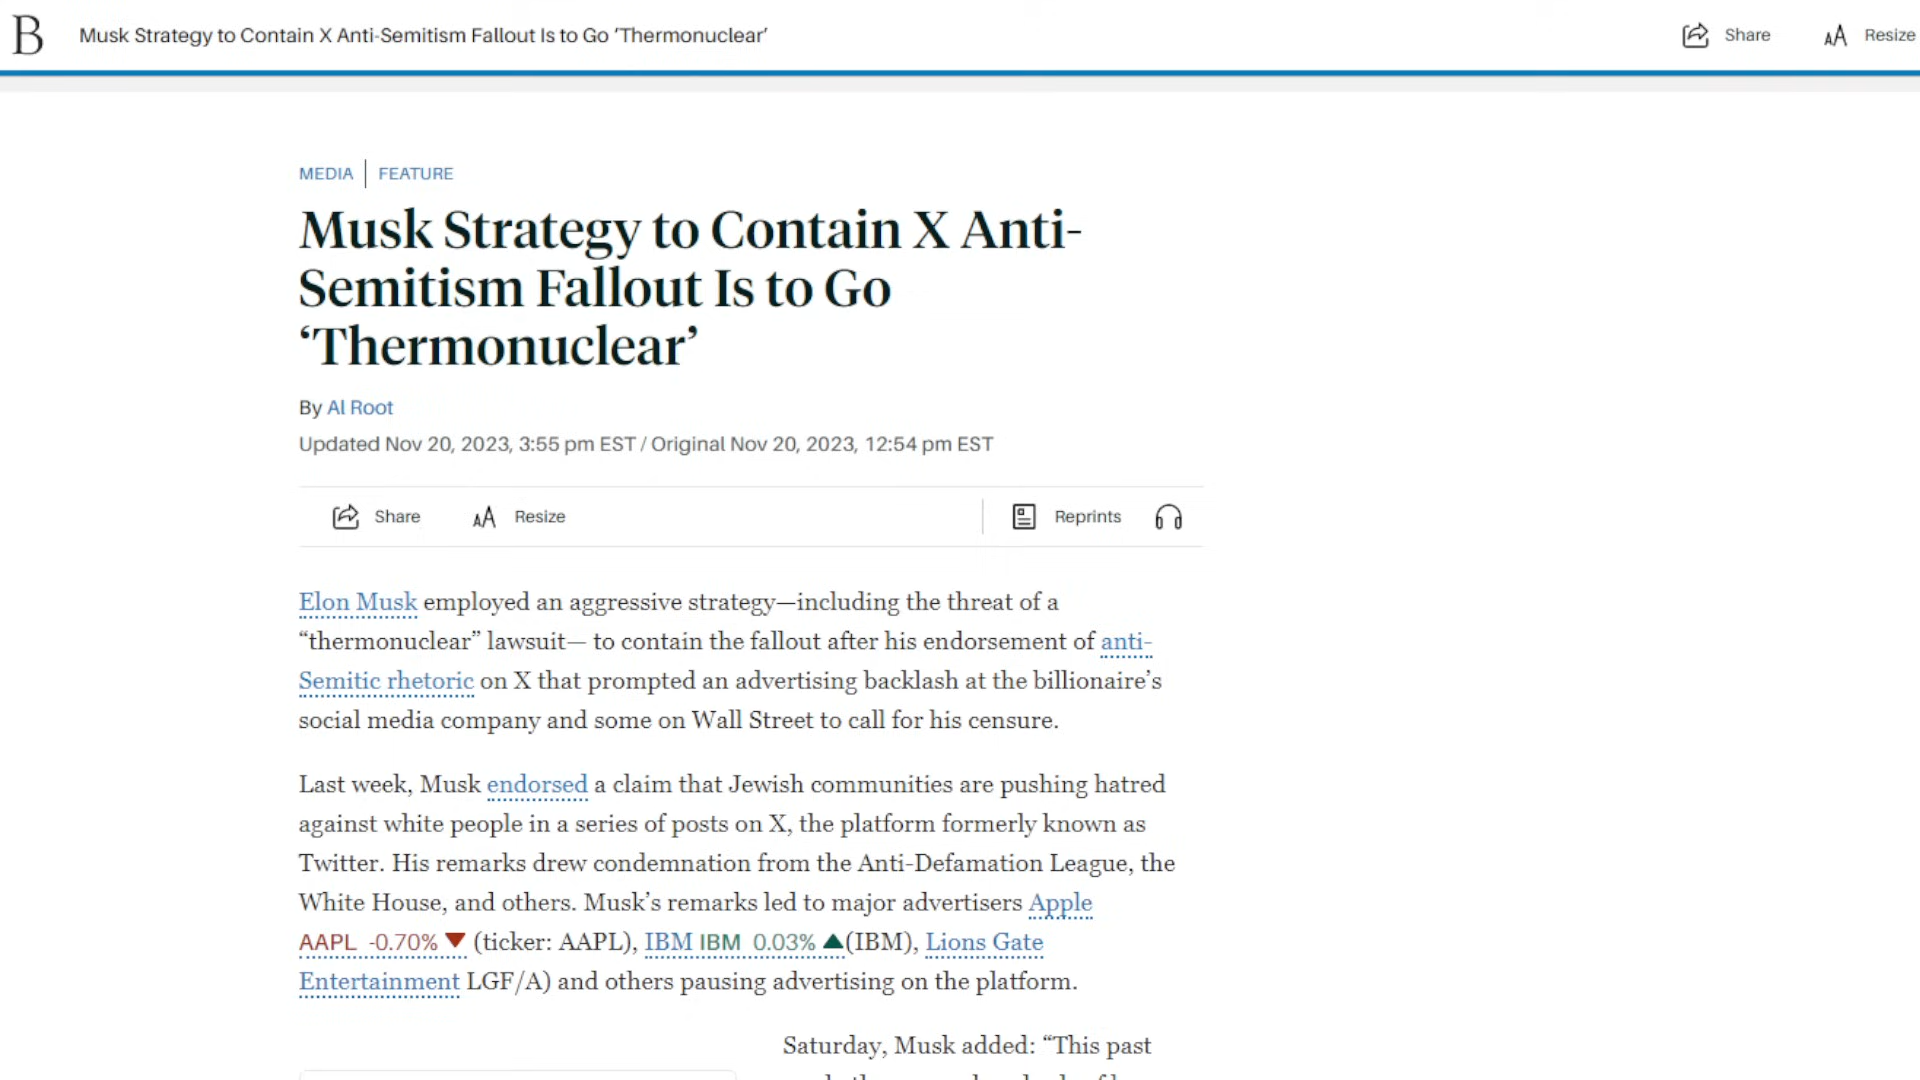 B Musk Strategy to Contain X Anti-Semitism Fallout Is to Go ‘Thermonuclear’ Share AA Resize
MEDIA | FEATURE
Musk Strategy to Contain X Anti-
Semitism Fallout Is to Go
‘Thermonuclear’
By Al Root
Updated Nov 20, 2023, 3:55 pm EST / Original Nov 20, 2023, 12:54 pm EST
Share AA Resize Reprints
Elon Musk employed an aggressive strategy—including the threat of a
“thermonuclear” lawsuit— to contain the fallout after his endorsement of anti-
Semitic rhetoric on X that prompted an advertising backlash at the billionaire’s
social media company and some on Wall Street to call for his censure.
Last week, Musk endorsed a claim that Jewish communities are pushing hatred
against white people in a series of posts on X, the platform formerly known as
Twitter. His remarks drew condemnation from the Anti-Defamation League, the
White House, and others. Musk’s remarks led to major advertisers Apple
AAPL -0.70% ▼ (ticker: AAPL), IBM IBM 0.03% ▲(IBM), Lions Gate
Entertainment LGF/A) and others pausing advertising on the platform.
Saturday, Musk added: “This past